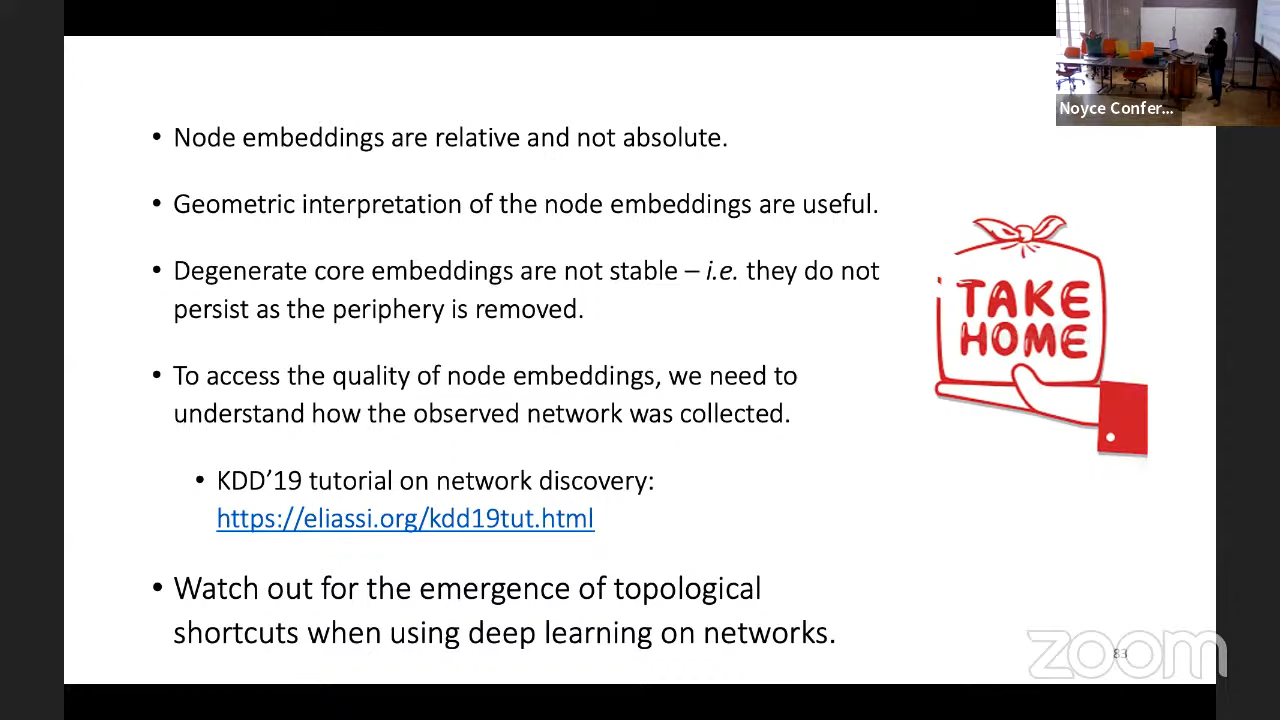 Noyce Confer...
• Node embeddings are relative and not absolute.
• Geometric interpretation of the node embeddings are useful.
• Degenerate core embeddings are not stable – i.e. they do not
persist as the periphery is removed.
• To access the quality of node embeddings, we need to
understand how the observed network was collected.
• KDD’19 tutorial on network discovery:
https://eliassi.org/kdd19tut.html
• Watch out for the emergence of topological
shortcuts when using deep learning on networks.
TAKE
HOME
zoom
83